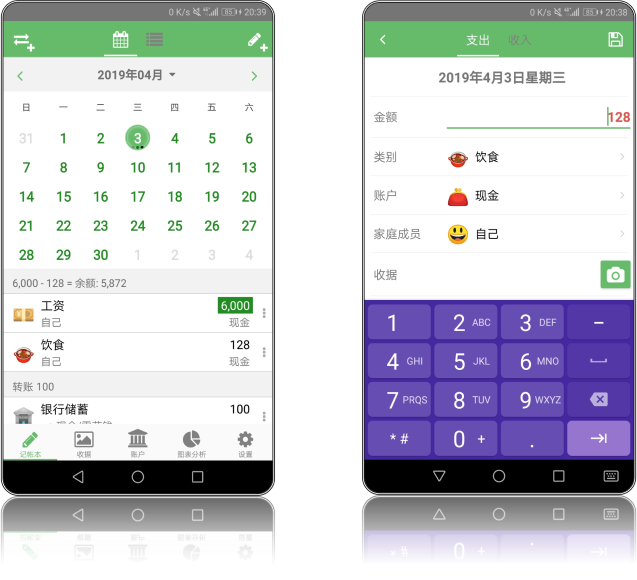 0 K/s 4G 85 20:39
2019年04月
日 一 二 三 四 五 六
31 1 2 3 4 5 6
7 8 9 10 11 12 13
14 15 16 17 18 19 20
21 22 23 24 25 26 27
28 29 30 1 2 3 4
6,000 - 128 = 余额: 5,872
工资 6,000
自己 现金
饮食 128
自己 现金
转账 100
银行储蓄 100
记帐本 收据 账户 图表分析 设置
0 K/s 4G 85 20:38
支出 收入
2019年4月3日星期三
金额 128
类别 饮食
账户 现金
家庭成员 自己
收据
1 2 ABC 3 DEF −
4 GHI 5 JKL 6 MNO
7 PRQS 8 TUV 9 WXYZ
* # 0 + .